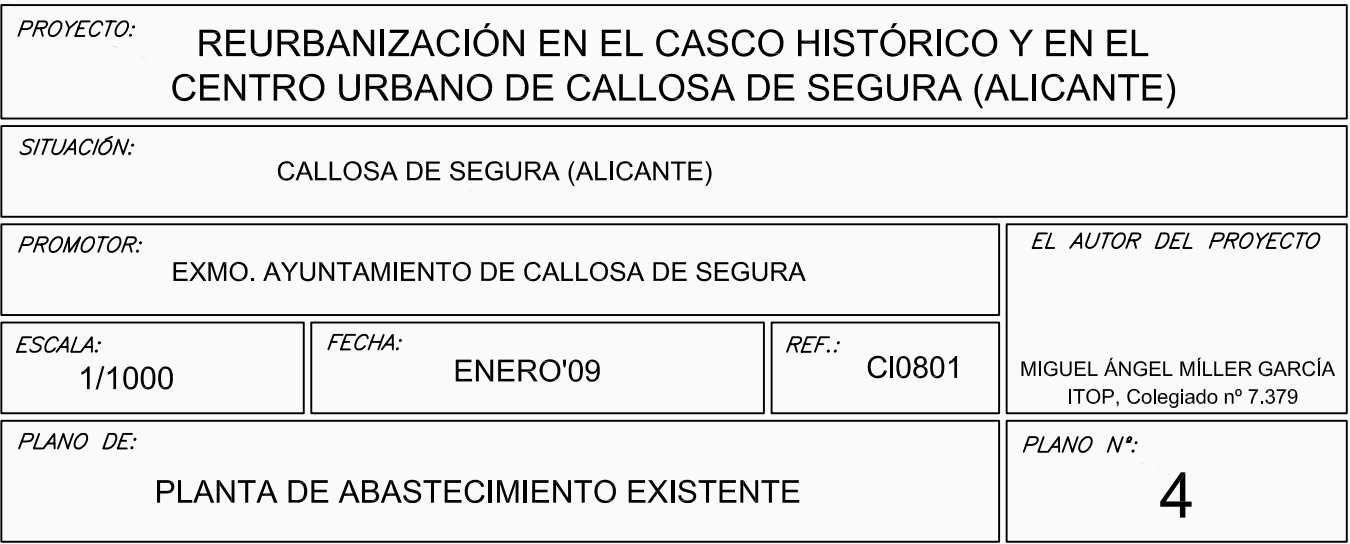 PROYECTO:
REURBANIZACIÓN EN EL CASCO HISTÓRICO Y EN EL
CENTRO URBANO DE CALLOSA DE SEGURA (ALICANTE)
SITUACIÓN:
CALLOSA DE SEGURA (ALICANTE)
PROMOTOR:
EXMO. AYUNTAMIENTO DE CALLOSA DE SEGURA
EL AUTOR DEL PROYECTO
MIGUEL ÁNGEL MÍLLER GARCÍA
ITOP, Colegiado nº 7.379
ESCALA:
1/1000
FECHA:
ENERO'09
REF.:
CI0801
PLANO DE:
PLANTA DE ABASTECIMIENTO EXISTENTE
PLANO Nº:
4